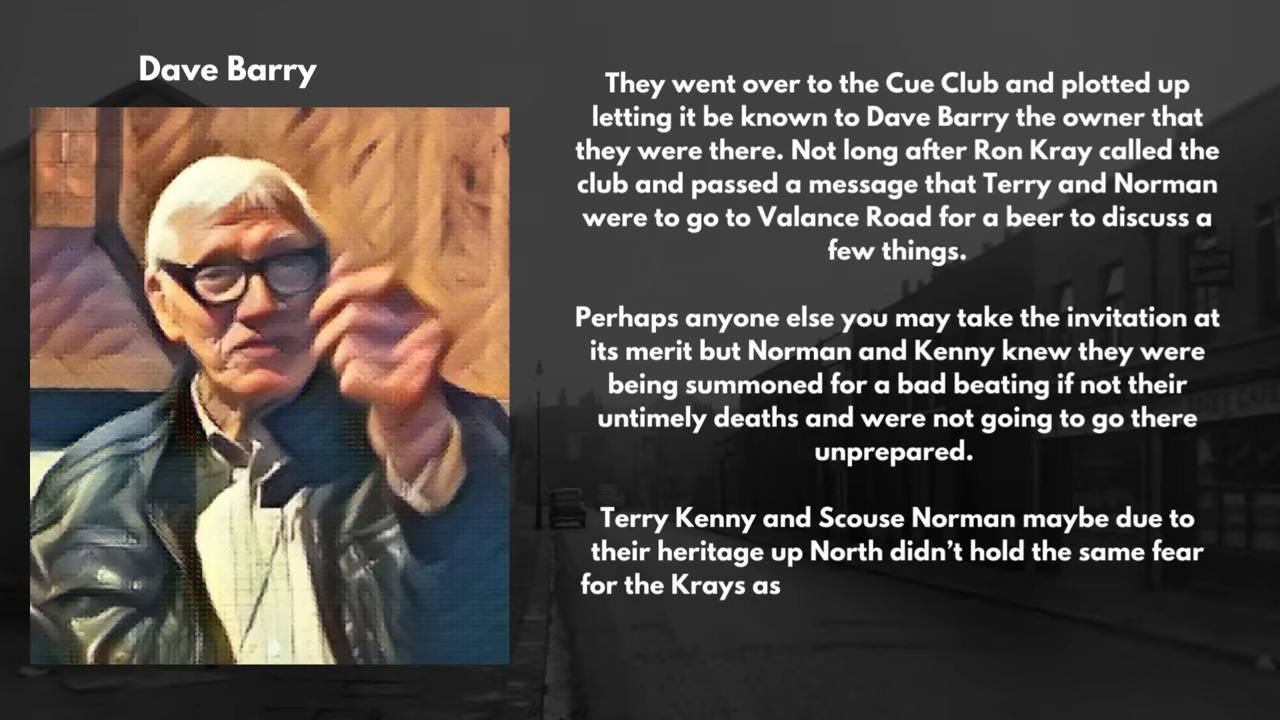 Dave Barry
They went over to the Cue Club and plotted up
letting it be known to Dave Barry the owner that
they were there. Not long after Ron Kray called the
club and passed a message that Terry and Norman
were to go to Valance Road for a beer to discuss a
few things.
Perhaps anyone else you may take the invitation at
its merit but Norman and Kenny knew they were
being summoned for a bad beating if not their
untimely deaths and were not going to go there
unprepared.
Terry Kenny and Scouse Norman maybe due to
their heritage up North didn’t hold the same fear
for the Krays as